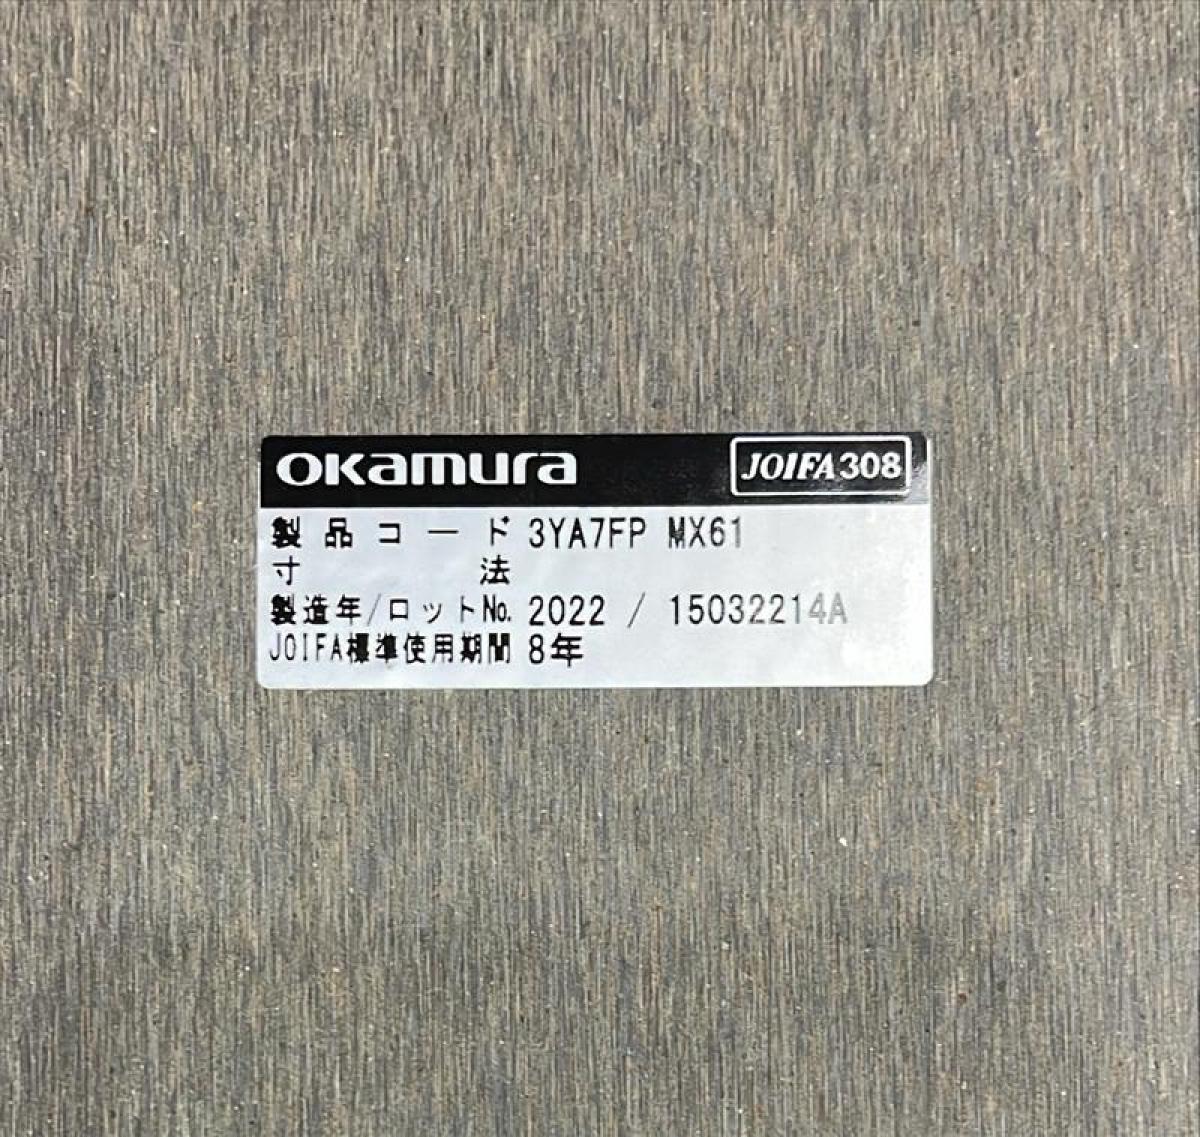 okamura JOIFA308
製品コード 3YA7FP MX61
寸法
製造年/ロットNo. 2022 / 15032214A
JOIFA標準使用期間 8年